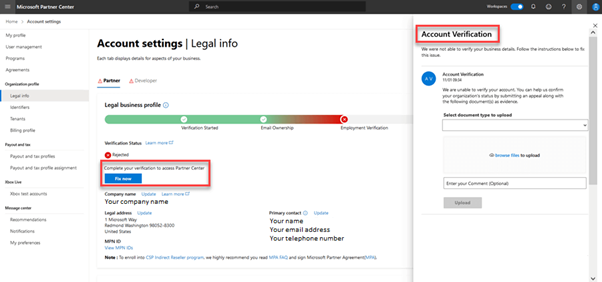 Microsoft Partner Center
Search
Workspaces
Home > Account settings
My profile
User management
Programs
Agreements
Organization profile
Legal info
Identifiers
Tenants
Billing profile
Payout and tax
Payout and tax profiles
Payout and tax profile assignment
Xbox Live
Xbox test accounts
Message center
Recommendations
Notifications
My preferences
Account settings | Legal info
Each tab displays details for aspects of your business.
Partner
Developer
Legal business profile
Verification Started
Email Ownership
Employment Verification
Verification Status Learn more
Rejected
Complete your verification to access Partner Center
Fix now
Company name Update Learn more
Your company name
Legal address Update
1 Microsoft Way
Redmond Washington 98052-8300
United States
Primary contact Update
Your name
Your email address
Your telephone number
MPN ID
View MPN IDs
Note : To enroll into CSP Indirect Reseller program, we highly recommend you read MPA FAQ and sign Microsoft Partner Agreement(MPA).
Account Verification
We were not able to verify your business details. Follow the instructions below to fix
this issue.
A V
Account Verification
11/01 09:34
We are unable to verify your account. You can help us confirm
your organization's status by submitting an appeal along with
the following document(s) as evidence.
Select document type to upload
browse files to upload
Enter your Comment (Optional)
Upload